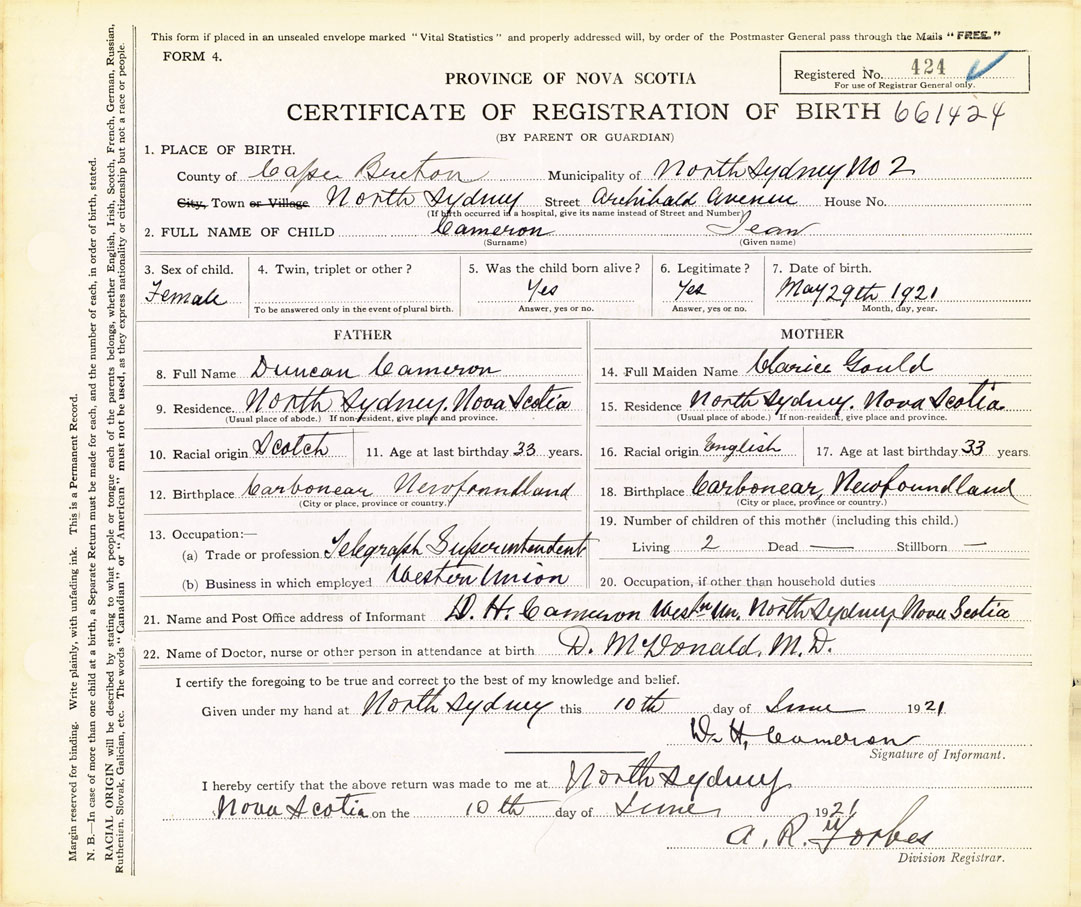 This form if placed in an unsealed envelope marked "Vital Statistics" and properly addressed will, by order of the Postmaster General pass through the Mails "FREE."
FORM 4.
Registered No. 424
For use of Registrar General only.
PROVINCE OF NOVA SCOTIA
CERTIFICATE OF REGISTRATION OF BIRTH 661424
(BY PARENT OR GUARDIAN)
1. PLACE OF BIRTH.
County of Cape Breton Municipality of North Sydney No 2
City, Town or Village North Sydney Street Archibald Avenue House No.
(If birth occurred in a hospital, give its name instead of Street and Number)
2. FULL NAME OF CHILD Cameron Jean
(Surname) (Given name)
3. Sex of child. 4. Twin, triplet or other? 5. Was the child born alive? 6. Legitimate? 7. Date of birth.
Female Yes Yes May 29th 1921
To be answered only in the event of plural birth. Answer, yes or no. Answer, yes or no. Month, day, year.
FATHER
8. Full Name Duncan Cameron
9. Residence. North Sydney. Nova Scotia
(Usual place of abode.) If non-resident, give place and province.
10. Racial origin Scotch 11. Age at last birthday 33 years.
12. Birthplace Carbonear Newfoundland
(City or place, province or country.)
13. Occupation:—
(a) Trade or profession Telegraph Superintendent
(b) Business in which employed Western Union
MOTHER
14. Full Maiden Name Clarice Gould
15. Residence North Sydney. Nova Scotia
(Usual place of abode.) If non-resident, give place and province.
16. Racial origin English 17. Age at last birthday 33 years
18. Birthplace Carbonear, Newfoundland
(City or place, province or country.)
19. Number of children of this mother (including this child.)
Living 2 Dead — Stillborn —
20. Occupation, if other than household duties
21. Name and Post Office address of Informant D. H. Cameron West'n Un. North Sydney Nova Scotia
22. Name of Doctor, nurse or other person in attendance at birth D. McDonald, M.D.
I certify the foregoing to be true and correct to the best of my knowledge and belief.
Given under my hand at North Sydney this 10th day of June 1921.
D. H. Cameron
Signature of Informant.
I hereby certify that the above return was made to me at North Sydney
Nova Scotia on the 10th day of June 1921
A. R. Forbes
Division Registrar.
Margin reserved for binding. Write plainly, with unfading ink. This is a Permanent Record.
N. B.—In case of more than one child at a birth, a Separate Return must be made for each, and the number of each, in order of birth, stated.
RACIAL ORIGIN will be described by stating to what people or tongue each of the parents belongs, whether English, Irish, Scotch, French, German, Russian,
Ruthenian, Slovak, Galician, etc. The words "Canadian" or "American" must not be used, as they express nationality or citizenship but not a race or people.